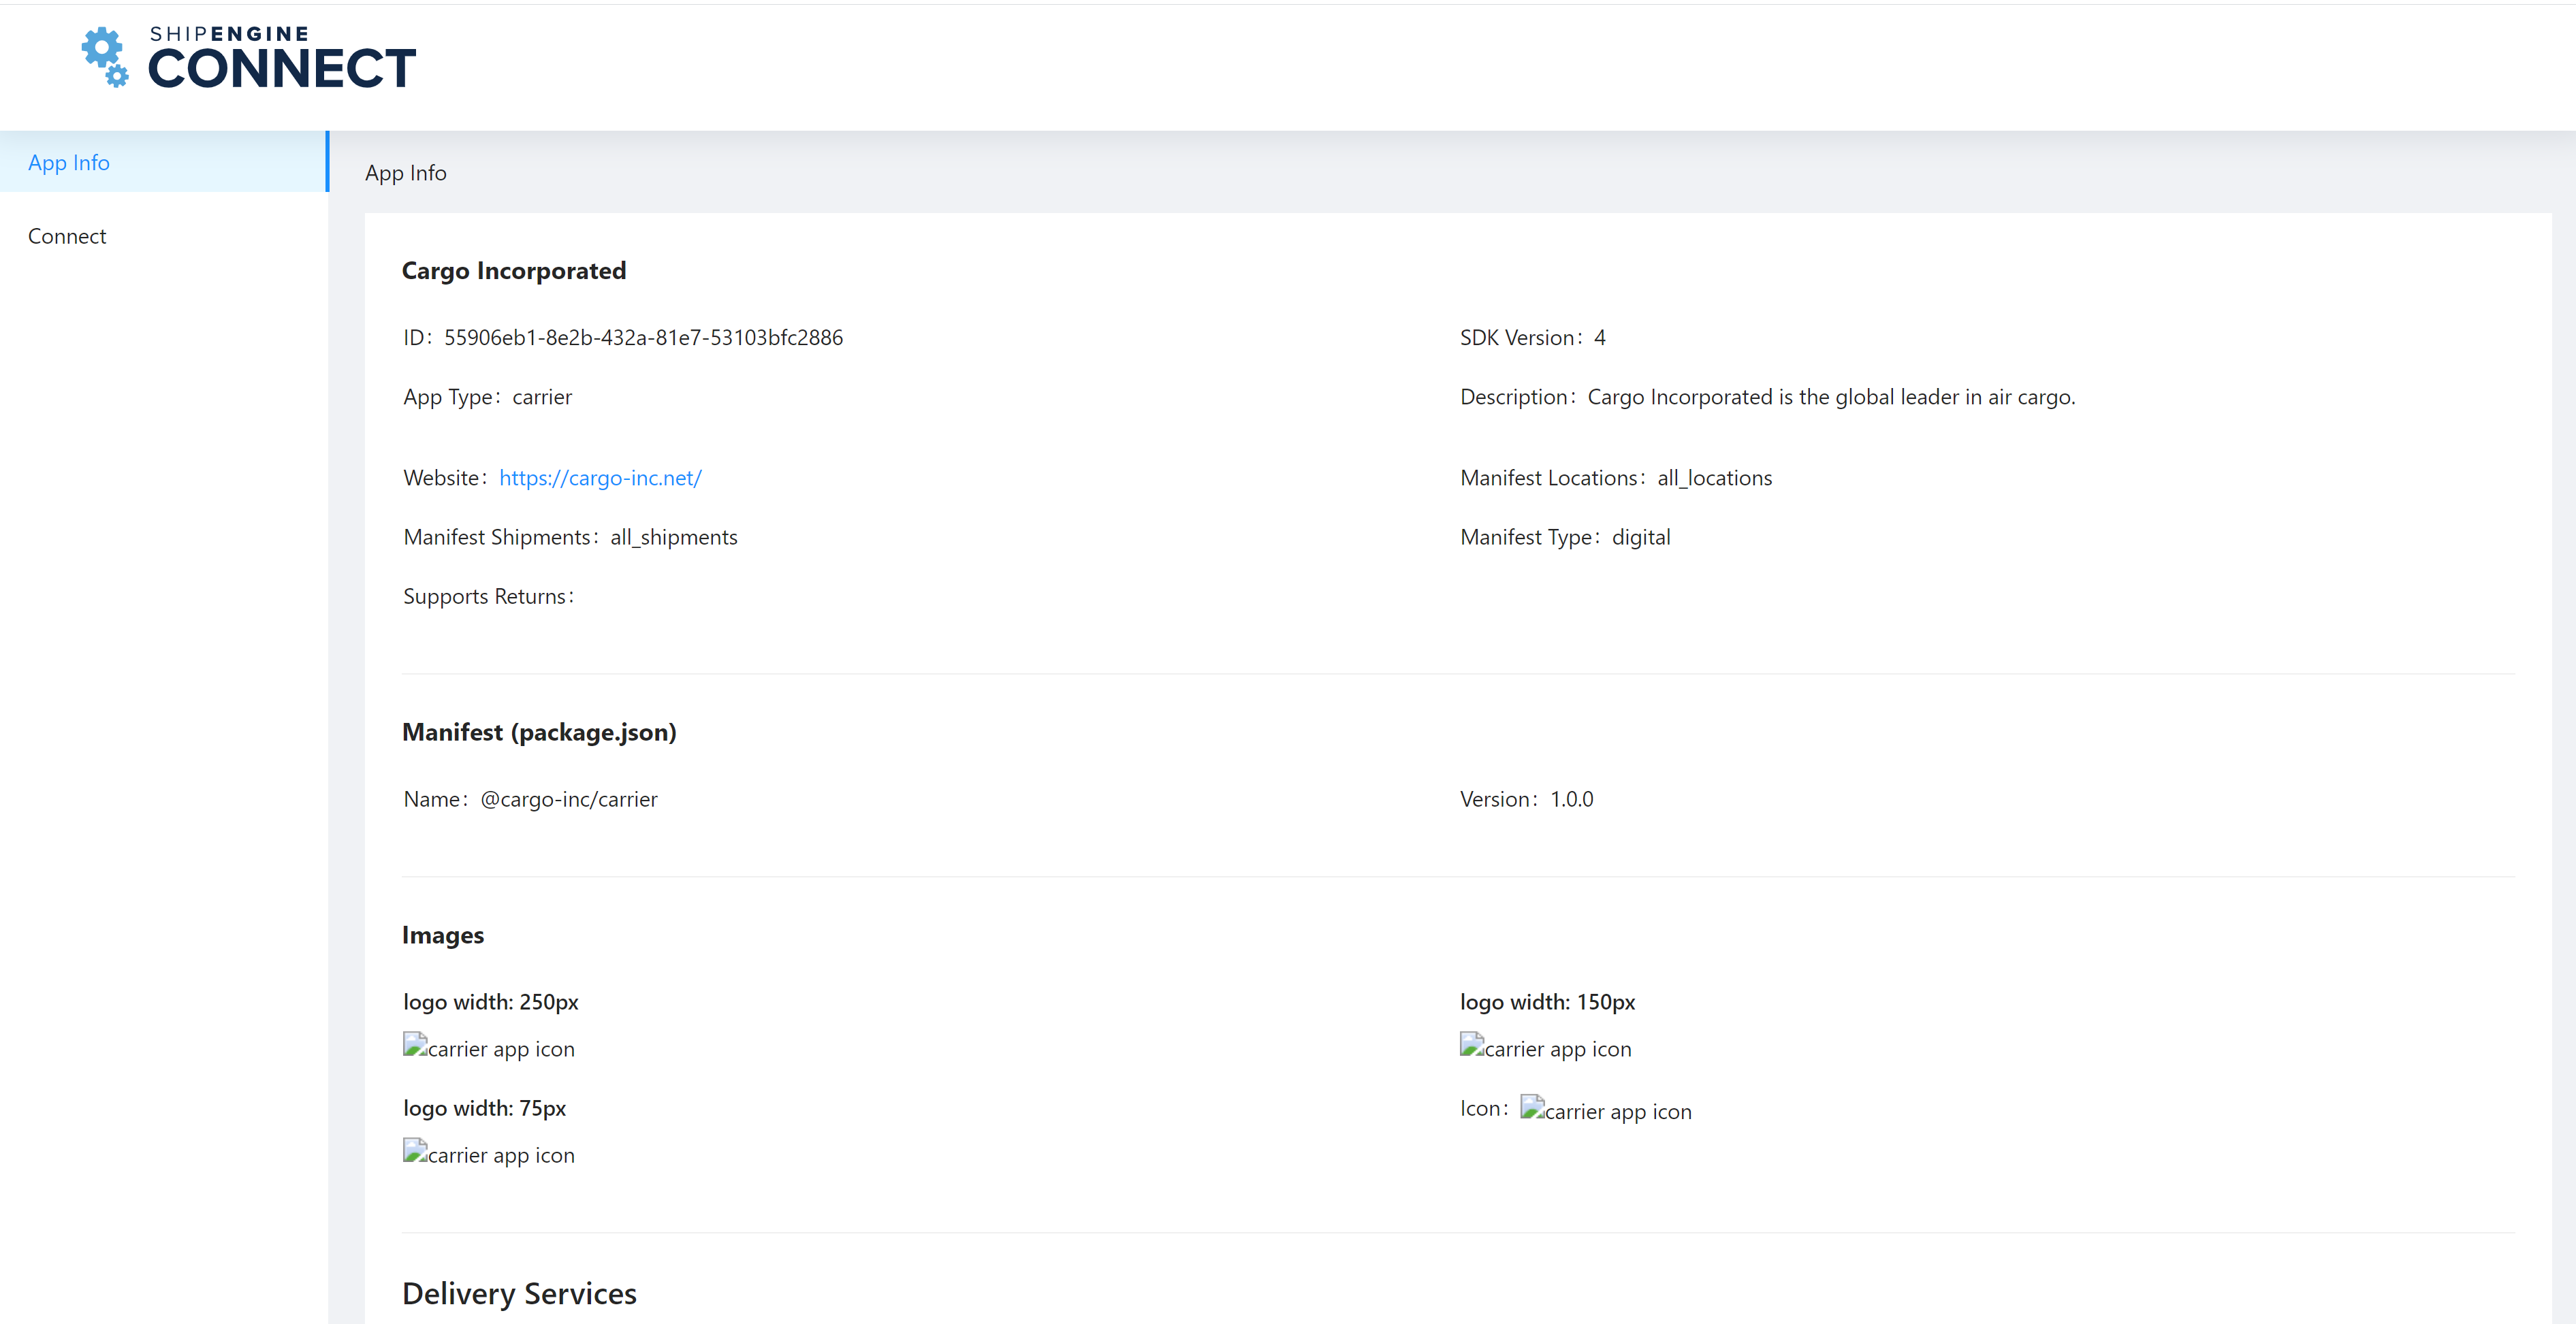 SHIPENGINE
CONNECT
App Info
Connect
App Info
Cargo Incorporated
ID: 55906eb1-8e2b-432a-81e7-53103bfc2886
SDK Version: 4
App Type: carrier
Description: Cargo Incorporated is the global leader in air cargo.
Website: https://cargo-inc.net/
Manifest Locations: all_locations
Manifest Shipments: all_shipments
Manifest Type: digital
Supports Returns:
Manifest (package.json)
Name: @cargo-inc/carrier
Version: 1.0.0
Images
logo width: 250px
logo width: 150px
carrier app icon
carrier app icon
logo width: 75px
Icon: carrier app icon
carrier app icon
Delivery Services